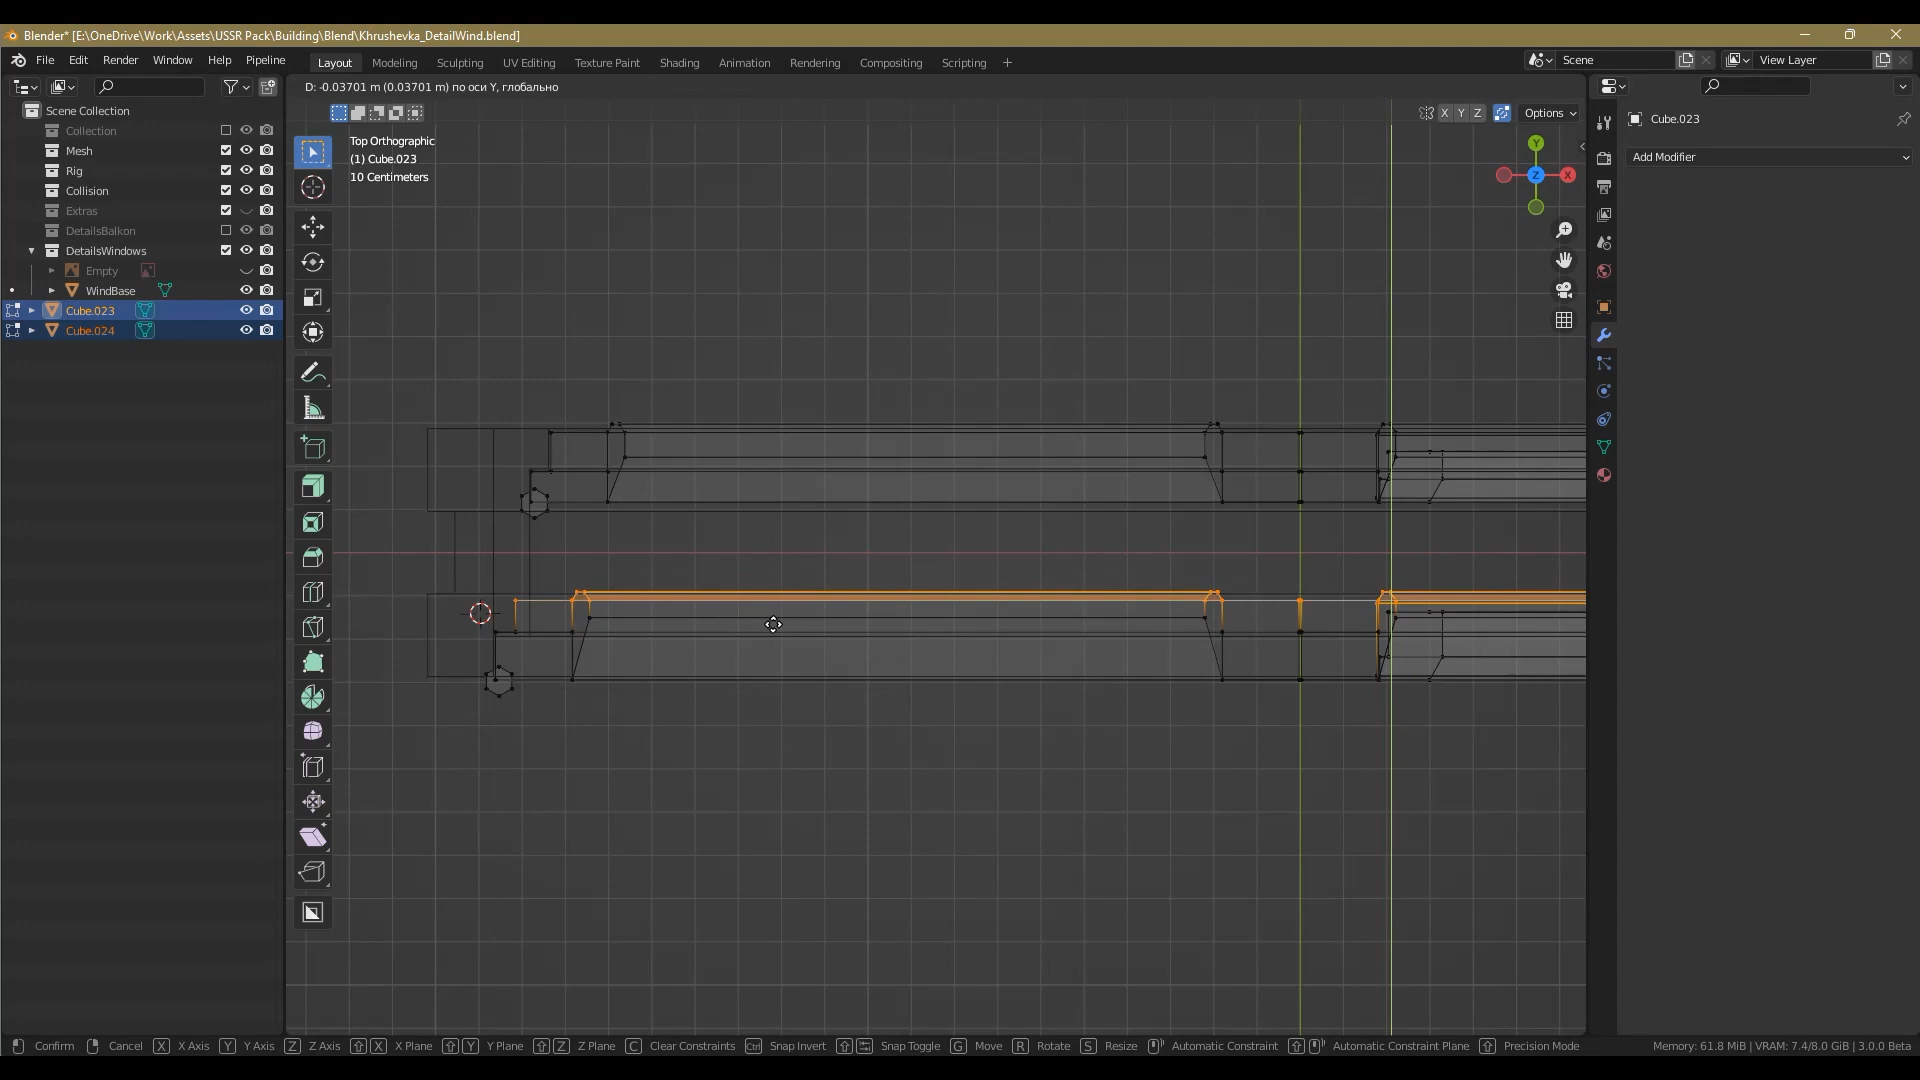 Blender* [E:\OneDrive\Work\Assets\USSR Pack\Building\Blend\Khrushevka_DetailWind.blend]
File Edit Render Window Help Pipeline Layout Modeling Sculpting UV Editing Texture Paint Shading Animation Rendering Compositing Scripting + Scene View Layer
D: -0.03701 m (0.03701 m) по оси Y, глобально
X Y Z Options
Scene Collection
Collection
Mesh
Rig
Collision
Extras
DetailsBalkon
DetailsWindows
Empty
WindBase
Cube.023
Cube.024
Top Orthographic
(1) Cube.023
10 Centimeters
Y
Z X
Cube.023
Add Modifier
Confirm Cancel X X Axis Y Y Axis Z Z Axis X X Plane Y Y Plane Z Z Plane C Clear Constraints Ctrl Snap Invert Snap Toggle G Move R Rotate S Resize Automatic Constraint Automatic Constraint Plane Precision Mode Memory: 61.8 MiB | VRAM: 7.4/8.0 GiB | 3.0.0 Beta